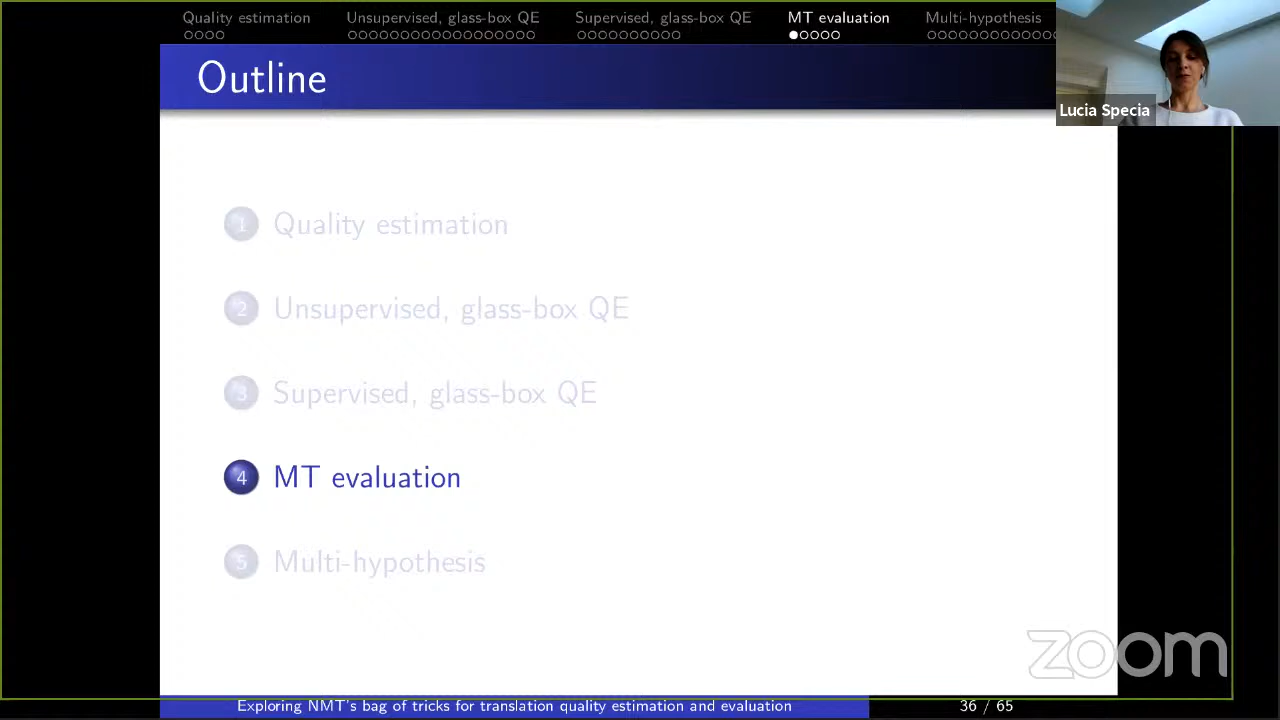 Quality estimation Unsupervised, glass-box QE Supervised, glass-box QE MT evaluation Multi-hypothesis
Outline
Lucia Specia
1 Quality estimation
2 Unsupervised, glass-box QE
3 Supervised, glass-box QE
4 MT evaluation
5 Multi-hypothesis
zoom
Exploring NMT's bag of tricks for translation quality estimation and evaluation 36 / 65